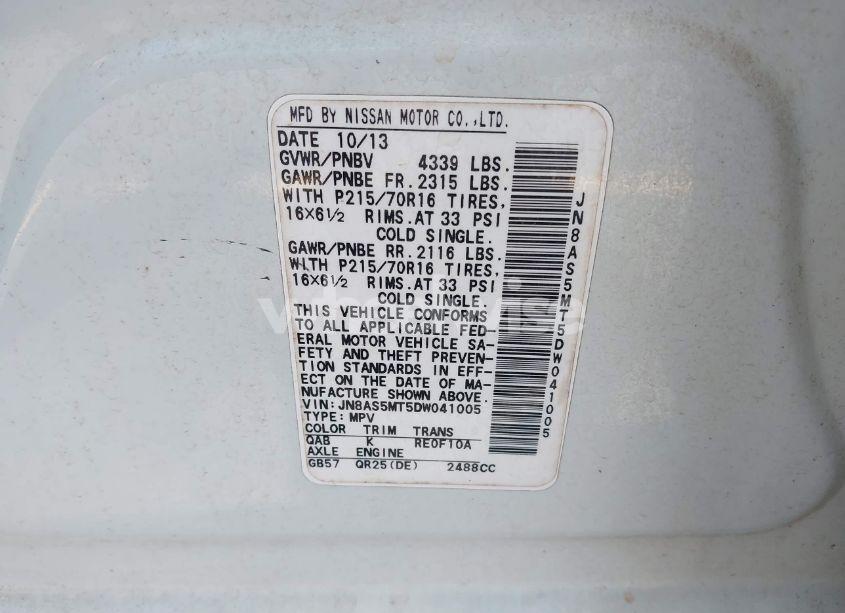 MFD BY NISSAN MOTOR CO.,LTD.
DATE 10/13
GVWR/PNBV 4339 LBS.
GAWR/PNBE FR. 2315 LBS.
WITH P215/70R16 TIRES,
16X6½ RIMS. AT 33 PSI
COLD SINGLE.
GAWR/PNBE RR. 2116 LBS.
WITH P215/70R16 TIRES,
16X6½ RIMS. AT 33 PSI
COLD SINGLE.
THIS VEHICLE CONFORMS
TO ALL APPLICABLE FED-
ERAL MOTOR VEHICLE SA-
FETY AND THEFT PREVEN-
TION STANDARDS IN EFF-
ECT ON THE DATE OF MA-
NUFACTURE SHOWN ABOVE.
VIN: JN8AS5MT5DW041005
TYPE: MPV
COLOR TRIM TRANS
QAB K RE0F10A
AXLE ENGINE
GB57 QR25(DE) 2488CC
JN8AS5MT5DW041005